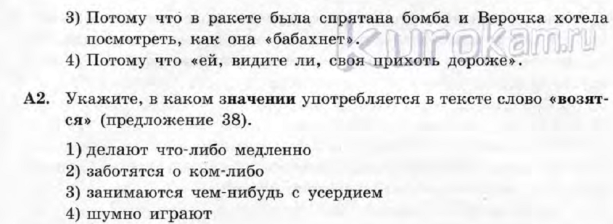 3) Потому что в ракете была спрятана бомба и Верочка хотела
посмотреть, как она «бабахнет».
kurokam.ru
4) Потому что «ей, видите ли, своя прихоть дороже».
А2. Укажите, в каком значении употребляется в тексте слово «возят-
ся» (предложение 38).
1) делают что-либо медленно
2) заботятся о ком-либо
3) занимаются чем-нибудь с усердием
4) шумно играют